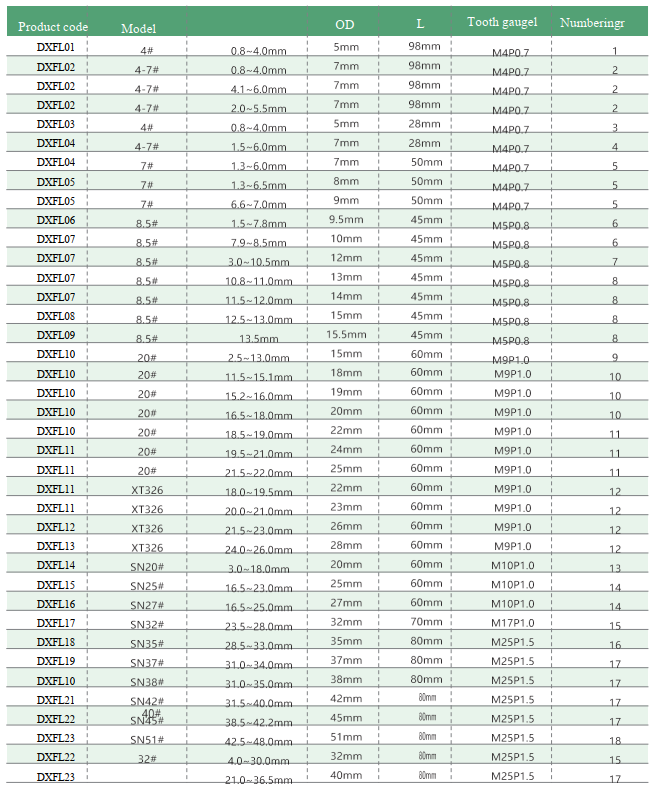 Product code Model OD L Tooth gaugel Numberingr
DXFL01 4# 0.8~4.0mm 5mm 98mm M4P0.7 1
DXFL02 4-7# 0.8~4.0mm 7mm 98mm M4P0.7 2
DXFL02 4-7# 4.1~6.0mm 7mm 98mm M4P0.7 2
DXFL02 4-7# 2.0~5.5mm 7mm 98mm M4P0.7 2
DXFL03 4# 0.8~4.0mm 5mm 28mm M4P0.7 3
DXFL04 4-7# 1.5~6.0mm 7mm 28mm M4P0.7 4
DXFL04 7# 1.3~6.0mm 7mm 50mm M4P0.7 5
DXFL05 7# 1.3~6.5mm 8mm 50mm M4P0.7 5
DXFL05 7# 6.6~7.0mm 9mm 50mm M4P0.7 5
DXFL06 8.5# 1.5~7.8mm 9.5mm 45mm M5P0.8 6
DXFL07 8.5# 7.9~8.5mm 10mm 45mm M5P0.8 6
DXFL07 8.5# 3.0~10.5mm 12mm 45mm M5P0.8 7
DXFL07 8.5# 10.8~11.0mm 13mm 45mm M5P0.8 8
DXFL07 8.5# 11.5~12.0mm 14mm 45mm M5P0.8 8
DXFL08 8.5# 12.5~13.0mm 15mm 45mm M5P0.8 8
DXFL09 8.5# 13.5mm 15.5mm 45mm M5P0.8 8
DXFL10 20# 2.5~13.0mm 15mm 60mm M9P1.0 9
DXFL10 20# 11.5~15.1mm 18mm 60mm M9P1.0 10
DXFL10 20# 15.2~16.0mm 19mm 60mm M9P1.0 10
DXFL10 20# 16.5~18.0mm 20mm 60mm M9P1.0 10
DXFL10 20# 18.5~19.0mm 22mm 60mm M9P1.0 11
DXFL11 20# 19.5~21.0mm 24mm 60mm M9P1.0 11
DXFL11 20# 21.5~22.0mm 25mm 60mm M9P1.0 11
DXFL11 XT326 18.0~19.5mm 22mm 60mm M9P1.0 12
DXFL11 XT326 20.0~21.0mm 23mm 60mm M9P1.0 12
DXFL12 XT326 21.5~23.0mm 26mm 60mm M9P1.0 12
DXFL13 XT326 24.0~26.0mm 28mm 60mm M9P1.0 12
DXFL14 SN20# 3.0~18.0mm 20mm 60mm M10P1.0 13
DXFL15 SN25# 16.5~23.0mm 25mm 60mm M10P1.0 14
DXFL16 SN27# 16.5~25.0mm 27mm 60mm M10P1.0 14
DXFL17 SN32# 23.5~28.0mm 32mm 70mm M17P1.0 15
DXFL18 SN35# 28.5~33.0mm 35mm 80mm M25P1.5 16
DXFL19 SN37# 31.0~34.0mm 37mm 80mm M25P1.5 17
DXFL10 SN38# 31.0~35.0mm 38mm 80mm M25P1.5 17
DXFL21 SN42# 31.5~40.0mm 42mm 80mm M25P1.5 17
40#
DXFL22 SN45# 38.5~42.2mm 45mm 80mm M25P1.5 17
DXFL23 SN51# 42.5~48.0mm 51mm 80mm M25P1.5 18
DXFL22 32# 4.0~30.0mm 32mm 80mm M25P1.5 15
DXFL23 21.0~36.5mm 40mm 80mm M25P1.5 17